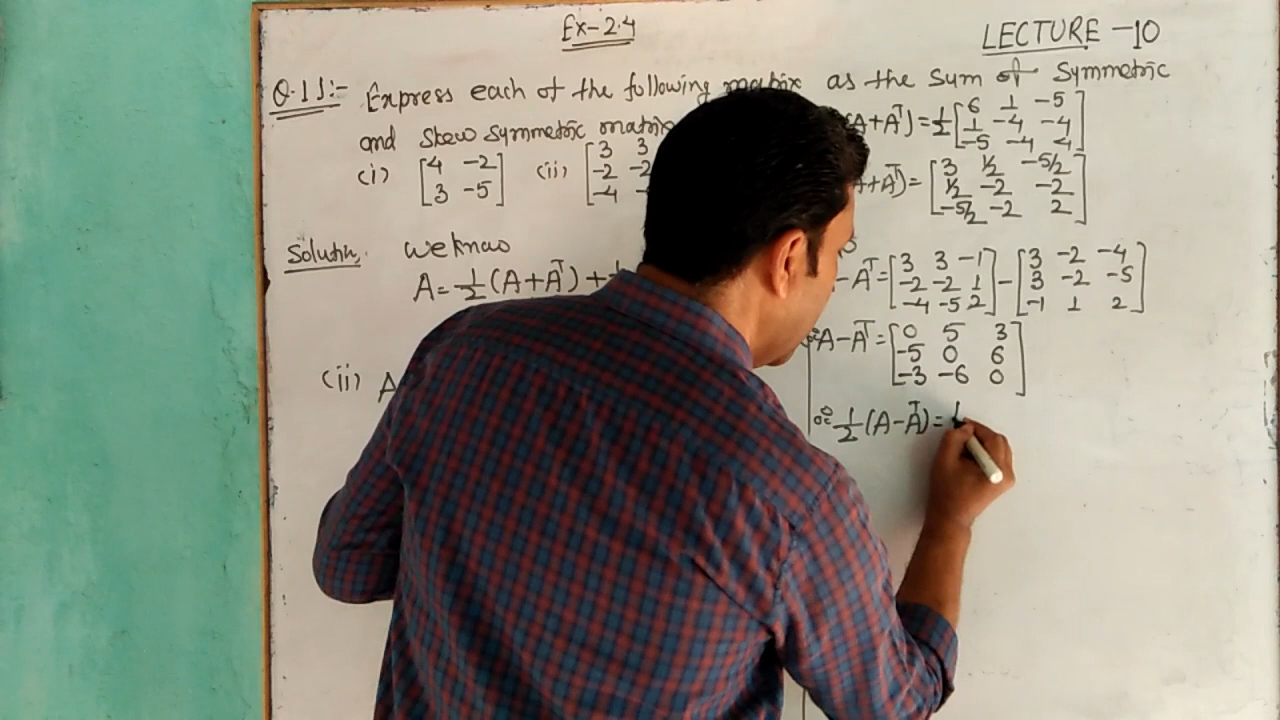 Ex-2.4
LECTURE -10
Q.11:- Express each of the following matrix as the sum of Symmetric
and Skew Symmetric matrix
(i) [4 -2
3 -5]
(ii) [3 3
-2 -2
-4
Solution. we know
A = 1/2 (A+Aᵀ) +
(ii) A
(A+Aᵀ) = 1/2 [6 1 -5
1 -4 -4
-5 -4 4]
+Aᵀ) = [3 1/2 -5/2
1/2 -2 -2
-5/2 -2 2]
-Aᵀ = [3 3 -1
-2 -2 1
-4 -5 2] - [3 -2 -4
3 -2 -5
-1 1 2]
A-Aᵀ = [0 5 3
-5 0 6
-3 -6 0]
1/2 (A-Aᵀ) = 1